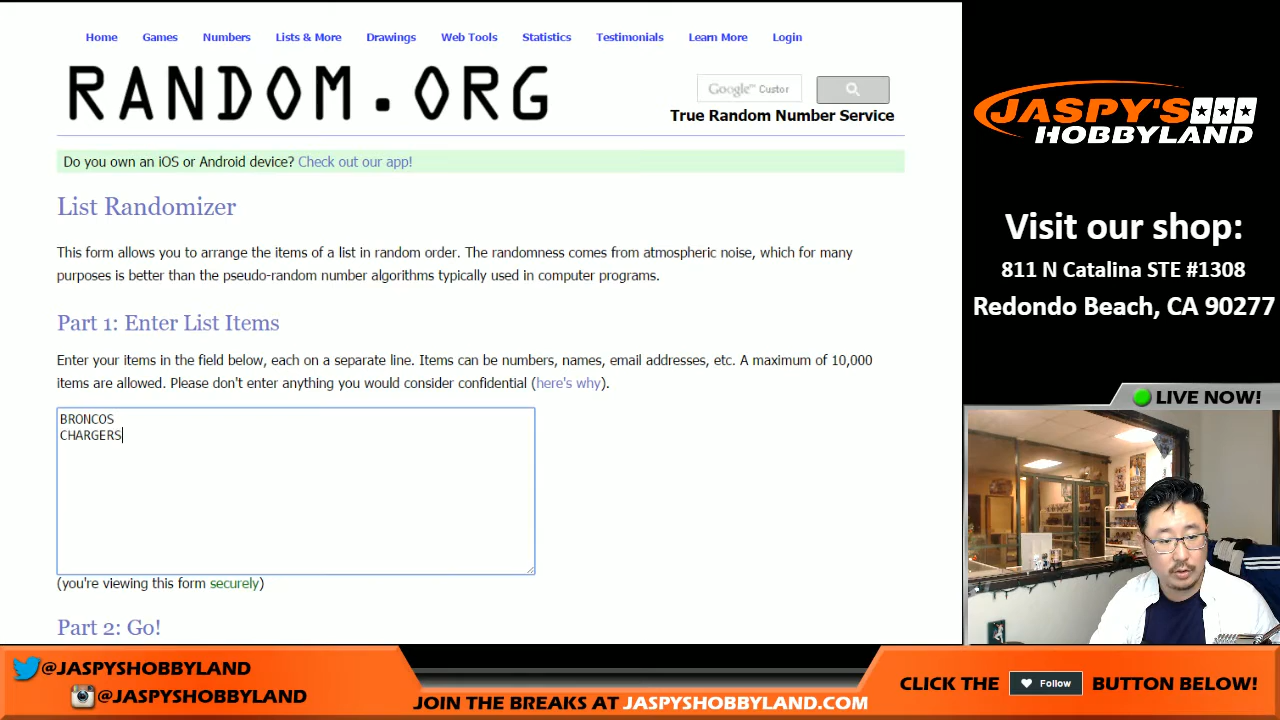 Home Games Numbers Lists & More Drawings Web Tools Statistics Testimonials Learn More Login
RANDOM.ORG
Google™ Custor
True Random Number Service
Do you own an iOS or Android device? Check out our app!
List Randomizer
This form allows you to arrange the items of a list in random order. The randomness comes from atmospheric noise, which for many
purposes is better than the pseudo-random number algorithms typically used in computer programs.
Part 1: Enter List Items
Enter your items in the field below, each on a separate line. Items can be numbers, names, email addresses, etc. A maximum of 10,000
items are allowed. Please don't enter anything you would consider confidential (here's why).
BRONCOS
CHARGERS
(you're viewing this form securely)
Part 2: Go!
JASPY'S
HOBBYLAND
Visit our shop:
811 N Catalina STE #1308
Redondo Beach, CA 90277
LIVE NOW!
@JASPYSHOBBYLAND
@JASPYSHOBBYLAND
JOIN THE BREAKS AT JASPYSHOBBYLAND.COM
CLICK THE Follow BUTTON BELOW!